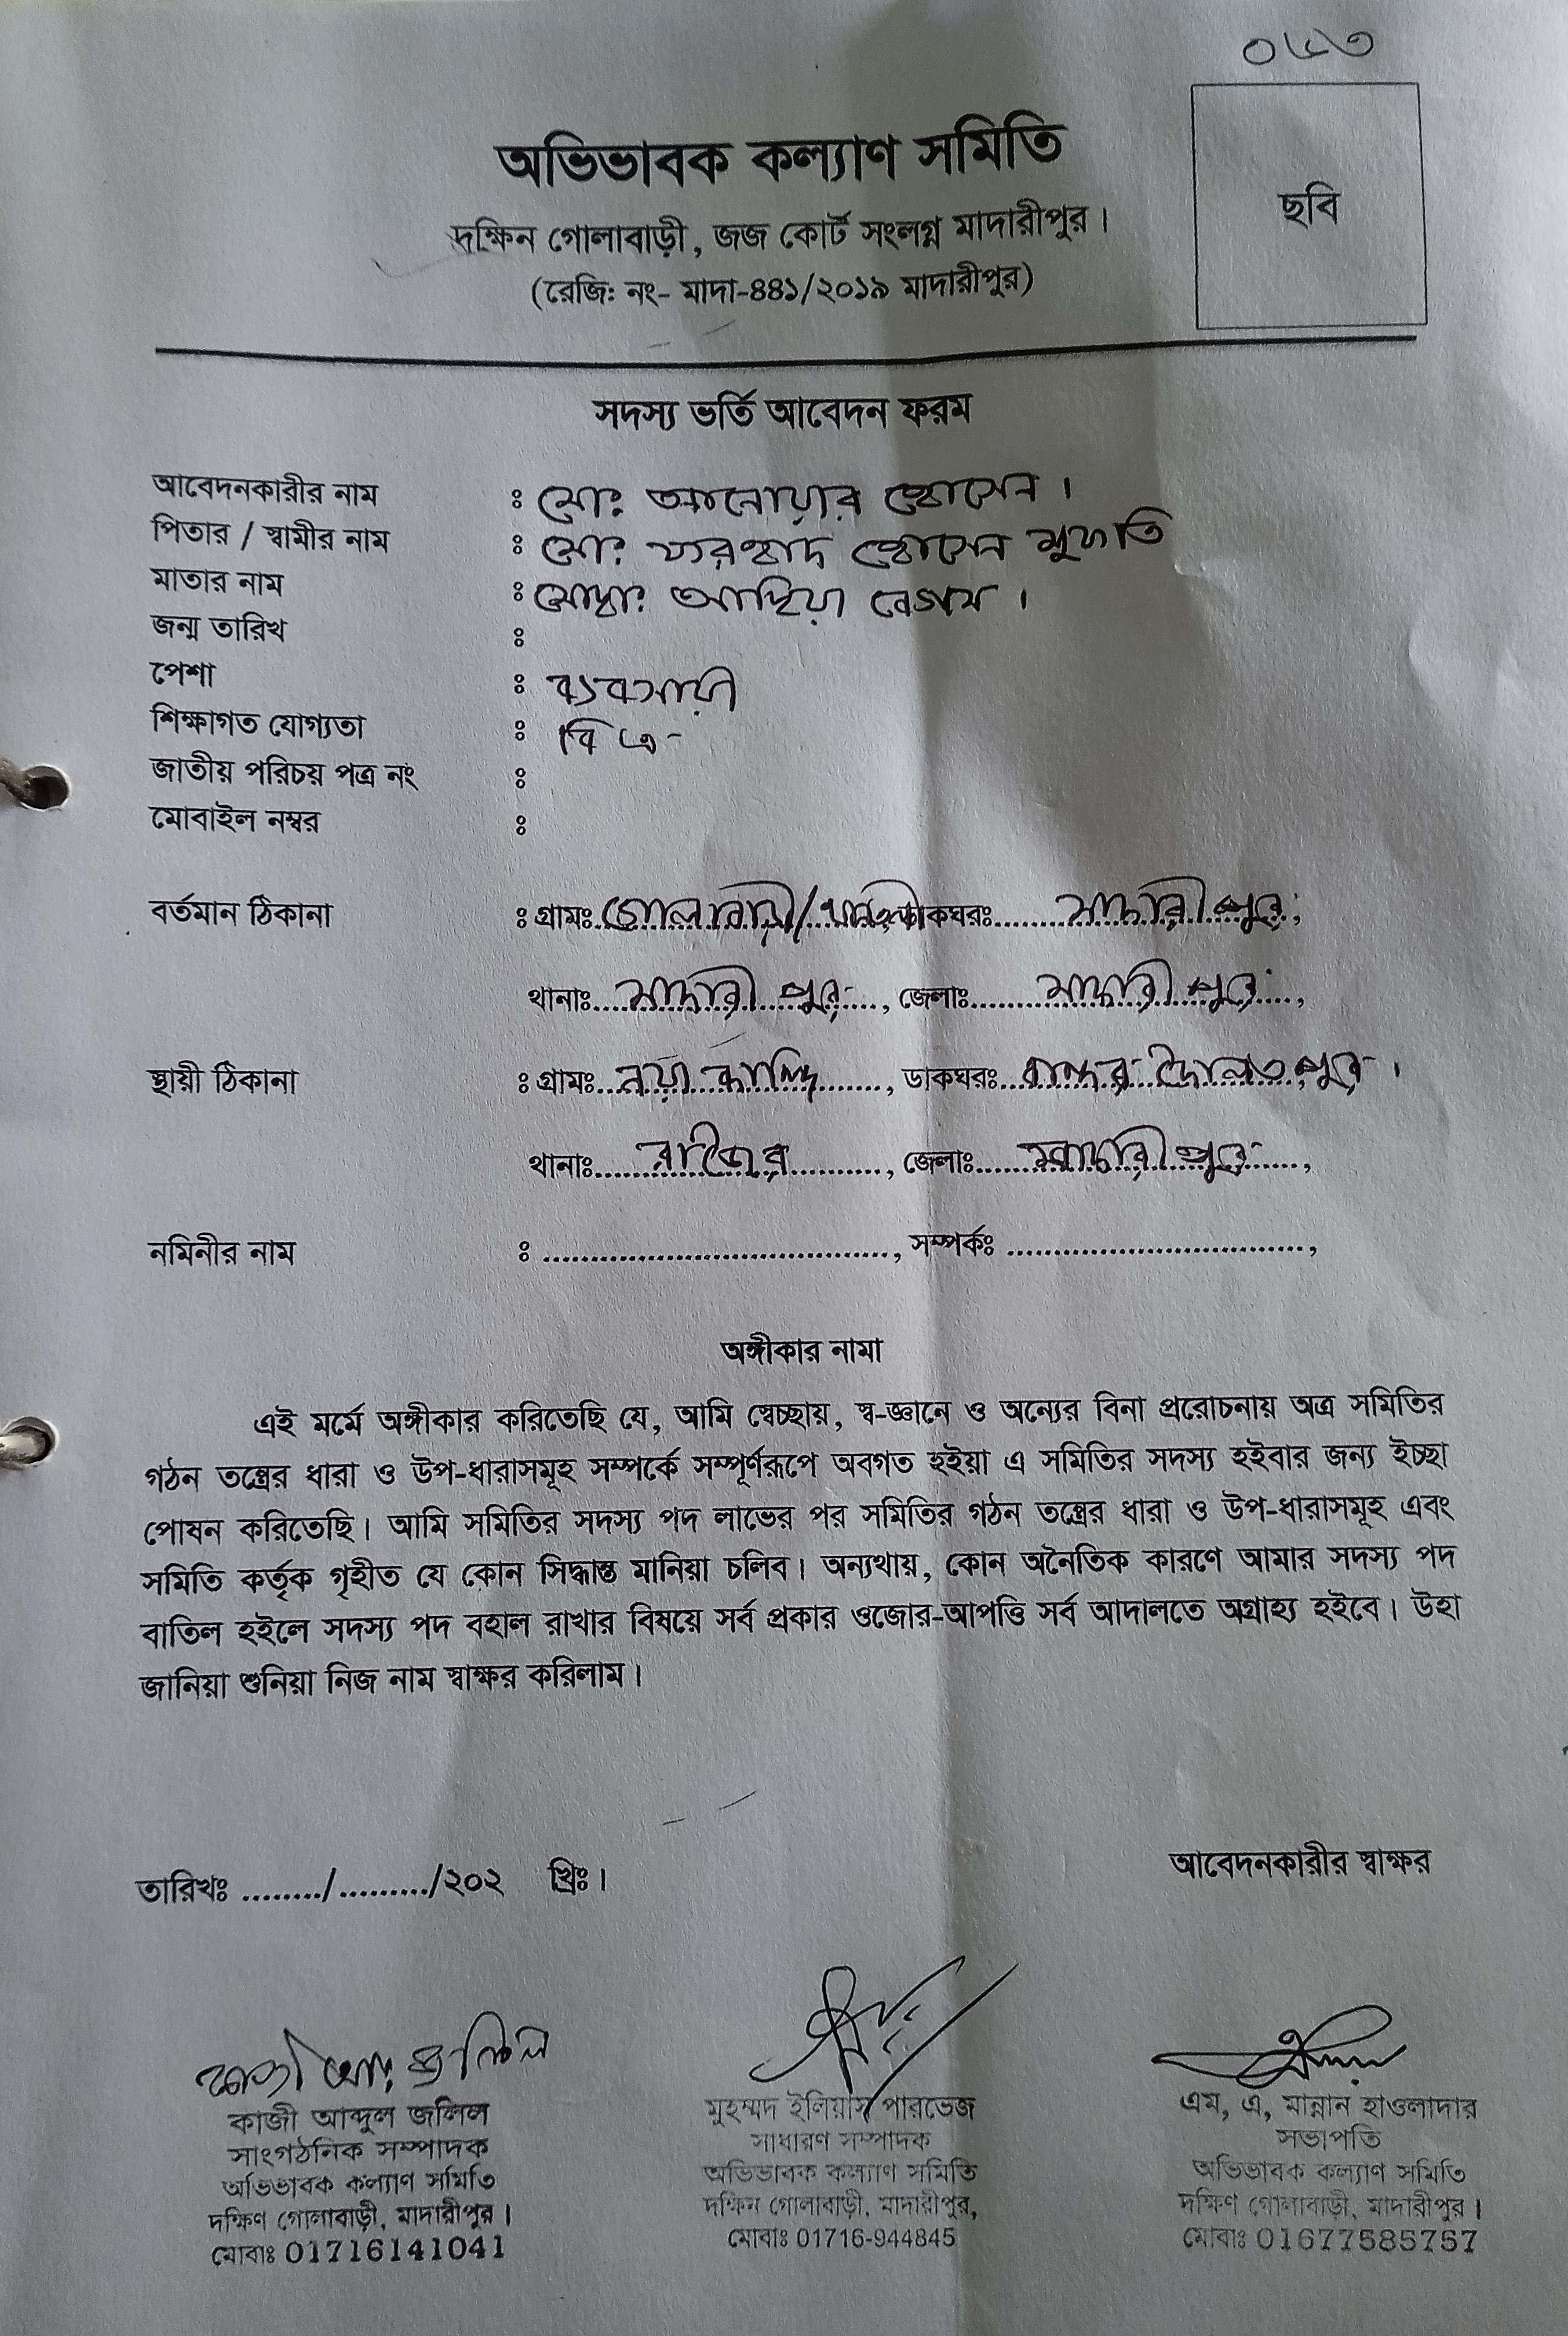 ০৬৩
অভিভাবক কল্যাণ সমিতি
দক্ষিন গোলাবাড়ী, জজ কোর্ট সংলগ্ন মাদারীপুর।
(রেজি: নং- মাদা-৪৪১/২০১৯ মাদারীপুর)
ছবি
সদস্য ভর্তি আবেদন ফরম
আবেদনকারীর নাম : মোঃ আনোয়ার হোসেন।
পিতার / স্বামীর নাম : মোঃ ফরহাদ হোসেন
মাতার নাম : মোছাঃ আছিয়া বেগম।
জন্ম তারিখ :
পেশা : ব্যবসায়ী
শিক্ষাগত যোগ্যতা : বি এ
জাতীয় পরিচয় পত্র নং :
মোবাইল নম্বর :
বর্তমান ঠিকানা : গ্রামঃ গোলাবাড়ী/ ডাকঘরঃ মাদারীপুর,
থানাঃ মাদারীপুর, জেলাঃ মাদারীপুর,
স্থায়ী ঠিকানা : গ্রামঃ নয়া কান্দি, ডাকঘরঃ দৌলতপুর।
থানাঃ রাজৈর, জেলাঃ মাদারীপুর,
নমিনীর নাম : ...................................., সম্পর্কঃ ................................,
অঙ্গীকার নামা
এই মর্মে অঙ্গীকার করিতেছি যে, আমি স্বেচ্ছায়, স্ব-জ্ঞানে ও অন্যের বিনা প্ররোচনায় অত্র সমিতির
গঠন তন্ত্রের ধারা ও উপ-ধারাসমূহ সম্পর্কে সম্পূর্ণরূপে অবগত হইয়া এ সমিতির সদস্য হইবার জন্য ইচ্ছা
পোষন করিতেছি। আমি সমিতির সদস্য পদ লাভের পর সমিতির গঠন তন্ত্রের ধারা ও উপ-ধারাসমূহ এবং
সমিতি কর্তৃক গৃহীত যে কোন সিদ্ধান্ত মানিয়া চলিব। অন্যথায়, কোন অনৈতিক কারণে আমার সদস্য পদ
বাতিল হইলে সদস্য পদ বহাল রাখার বিষয়ে সর্ব প্রকার ওজোর-আপত্তি সর্ব আদালতে অগ্রাহ্য হইবে। উহা
জানিয়া শুনিয়া নিজ নাম স্বাক্ষর করিলাম।
আবেদনকারীর স্বাক্ষর
তারিখঃ ......../........./২০২ খ্রিঃ।
কাজী আঃ জলিল
কাজী আব্দুল জলিল
সাংগঠনিক সম্পাদক
অভিভাবক কল্যাণ সমিতি
দক্ষিণ গোলাবাড়ী, মাদারীপুর।
মোবাঃ 01716141041
মুহম্মদ ইলিয়াস পারভেজ
সাধারণ সম্পাদক
অভিভাবক কল্যাণ সমিতি
দক্ষিন গোলাবাড়ী, মাদারীপুর,
মোবাঃ 01716-944845
এম, এ, মান্নান হাওলাদার
সভাপতি
অভিভাবক কল্যাণ সমিতি
দক্ষিণ গোলাবাড়ী, মাদারীপুর।
মোবাঃ 01677585757